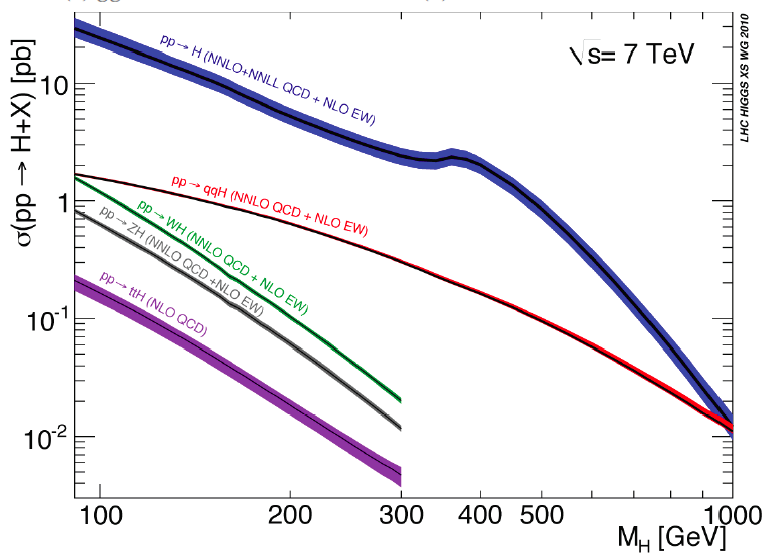 √s= 7 TeV
LHC HIGGS XS WG 2010
σ(pp → H+X) [pb]
pp → H (NNLO+NNLL QCD + NLO EW)
pp → qqH (NNLO QCD + NLO EW)
pp → WH (NNLO QCD + NLO EW)
pp → ZH (NNLO QCD +NLO EW)
pp → ttH (NLO QCD)
10
1
10⁻¹
10⁻²
100 200 300 400 500 1000
M_H [GeV]